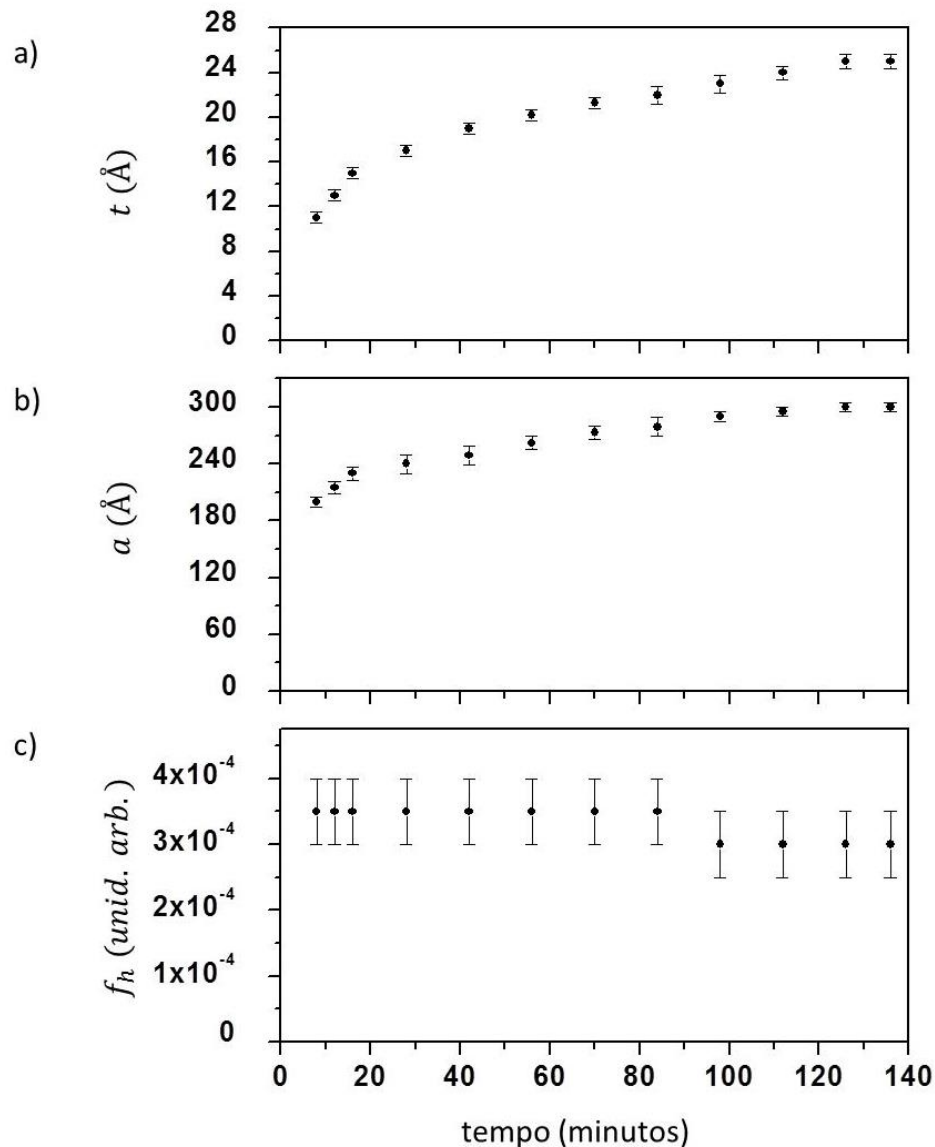 a)
t (Å)
28
24
20
16
12
8
4
0
b)
a (Å)
300
240
180
120
60
0
c)
f_h (unid. arb.)
4x10⁻⁴
3x10⁻⁴
2x10⁻⁴
1x10⁻⁴
0
0 20 40 60 80 100 120 140
tempo (minutos)